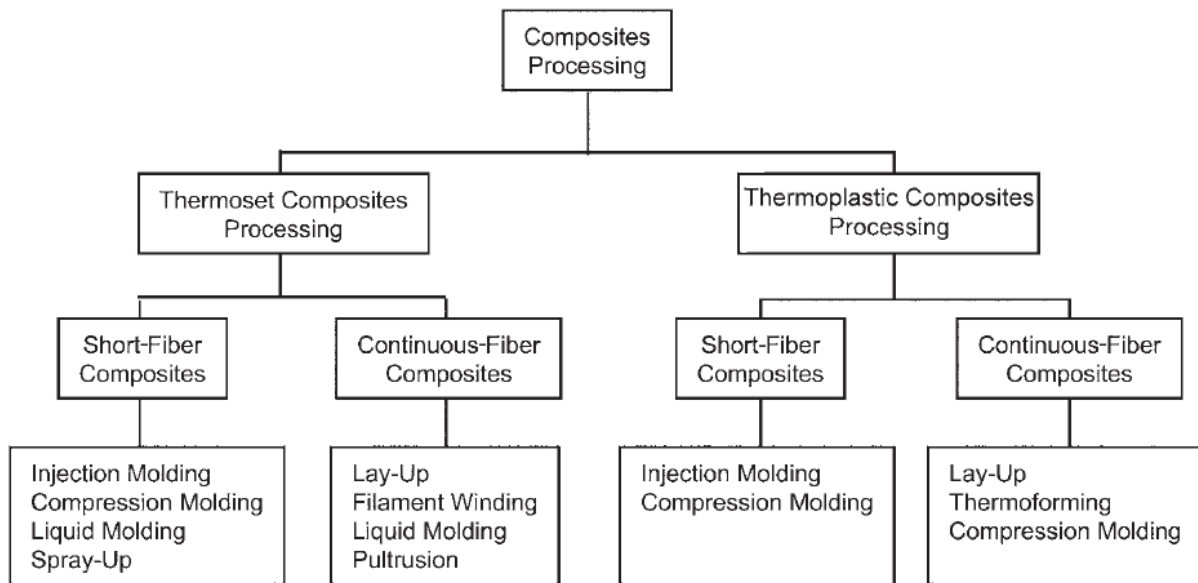 Composites
Processing
Thermoset Composites
Processing
Thermoplastic Composites
Processing
Short-Fiber
Composites
Continuous-Fiber
Composites
Short-Fiber
Composites
Continuous-Fiber
Composites
Injection Molding
Compression Molding
Liquid Molding
Spray-Up
Lay-Up
Filament Winding
Liquid Molding
Pultrusion
Injection Molding
Compression Molding
Lay-Up
Thermoforming
Compression Molding